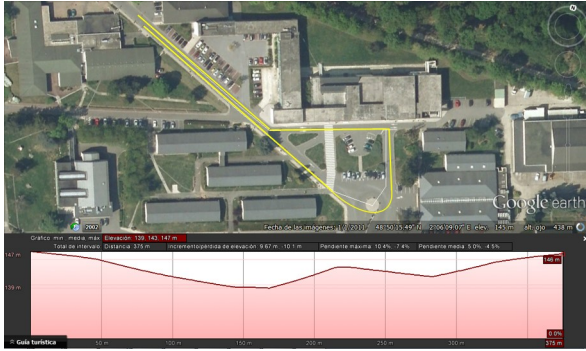 Google earth
2002
Fecha de las imágenes: 1/1/2011 48°50'15.49" N 2°06'09.07" E elev. 145 m alt. ojo 438 m
Gráfico: mín., media, máx. Elevación: 139, 143, 147 m
Total de intervalo: Distancia: 375 m Incremento/pérdida de elevación: 9.67 m, -10.1 m Pendiente máxima: 10.4%, -7.4% Pendiente media: 5.0%, -4.5%
147 m
146 m
139 m
0.0%
Guía turística
50 m 100 m 150 m 200 m 250 m 300 m 375 m